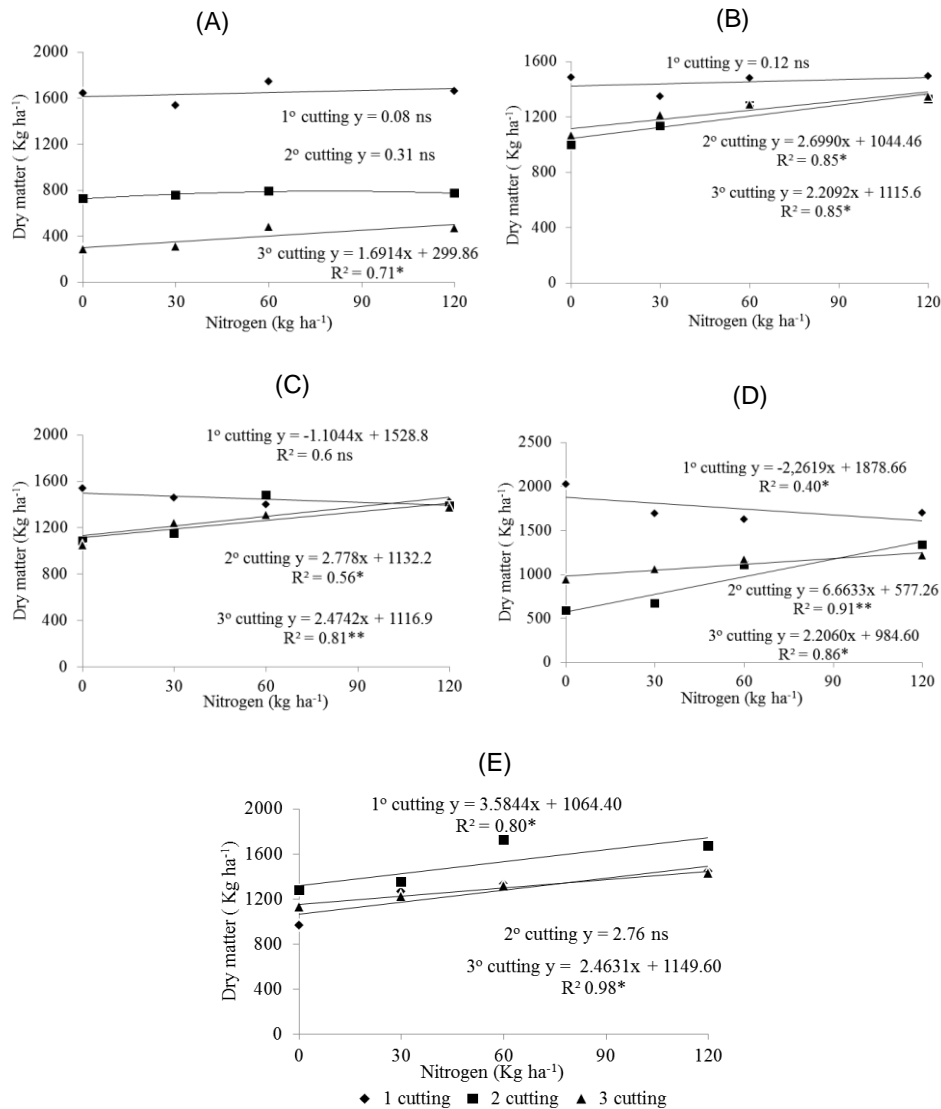 (A)
2000
1600
1200
800
400
0
Dry matter ( Kg ha⁻¹)
1º cutting y = 0.08 ns
2º cutting y = 0.31 ns
3º cutting y = 1.6914x + 299.86
R² = 0.71*
0 30 60 90 120
Nitrogen (kg ha⁻¹)
(B)
1600
1200
800
400
0
Dry matter ( Kg ha⁻¹)
1º cutting y = 0.12 ns
2º cutting y = 2.6990x + 1044.46
R² = 0.85*
3º cutting y = 2.2092x + 1115.6
R² = 0.85*
0 30 60 90 120
Nitrogen (kg ha⁻¹)
(C)
2000
1600
1200
800
400
0
Dry matter (Kg ha⁻¹)
1º cutting y = -1.1044x + 1528.8
R² = 0.6 ns
2º cutting y = 2.778x + 1132.2
R² = 0.56*
3º cutting y = 2.4742x + 1116.9
R² = 0.81**
0 30 60 90 120
Nitrogen (kg ha⁻¹)
(D)
2500
2000
1500
1000
500
0
Dry matter (Kg ha⁻¹)
1º cutting y = -2,2619x + 1878.66
R² = 0.40*
2º cutting y = 6.6633x + 577.26
R² = 0.91**
3º cutting y = 2.2060x + 984.60
R² = 0.86*
0 30 60 90 120
Nitrogen (kg ha⁻¹)
(E)
2000
1600
1200
800
400
0
Dry matter ( Kg ha⁻¹)
1º cutting y = 3.5844x + 1064.40
R² = 0.80*
2º cutting y = 2.76 ns
3º cutting y = 2.4631x + 1149.60
R² 0.98*
0 30 60 90 120
Nitrogen (Kg ha⁻¹)
1 cutting 2 cutting 3 cutting